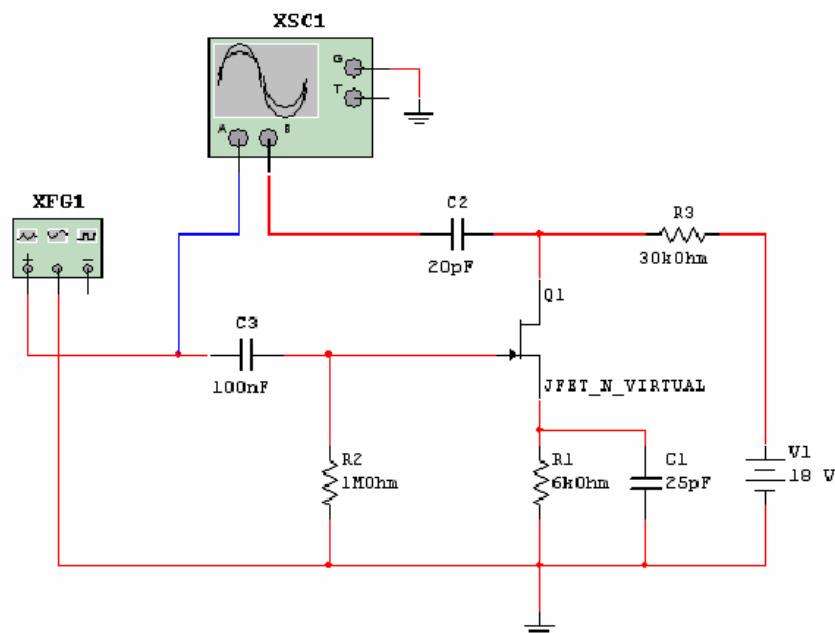 XSC1
G
T
A
B
XFG1
C2
20pF
R3
30kOhm
Q1
C3
100nF
JFET_N_VIRTUAL
R2
1MOhm
R1
6kOhm
C1
25pF
V1
18 V